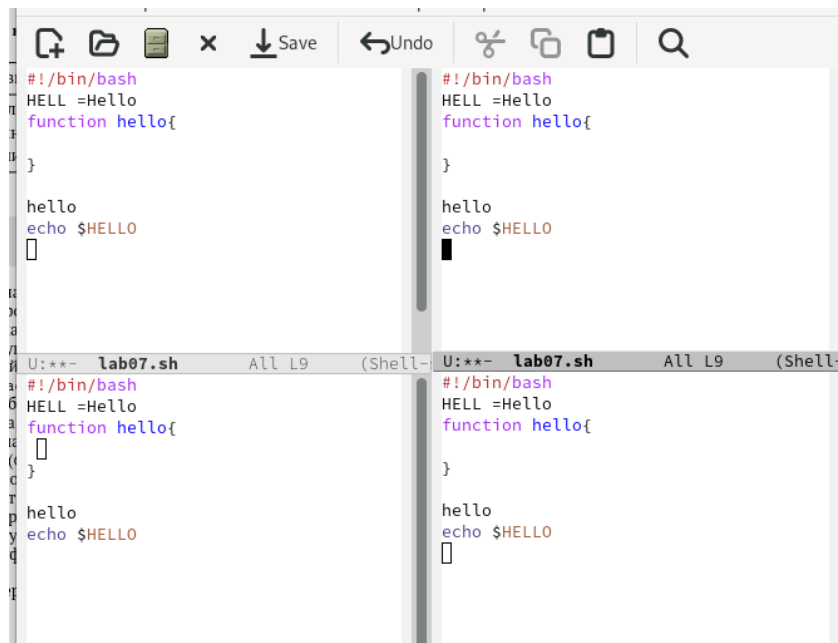 Save Undo
#!/bin/bash
HELL =Hello
function hello{
}
hello
echo $HELLO
U:**- lab07.sh All L9 (Shell-
#!/bin/bash
HELL =Hello
function hello{
}
hello
echo $HELLO
U:**- lab07.sh All L9 (Shell-
#!/bin/bash
HELL =Hello
function hello{
}
hello
echo $HELLO
#!/bin/bash
HELL =Hello
function hello{
}
hello
echo $HELLO